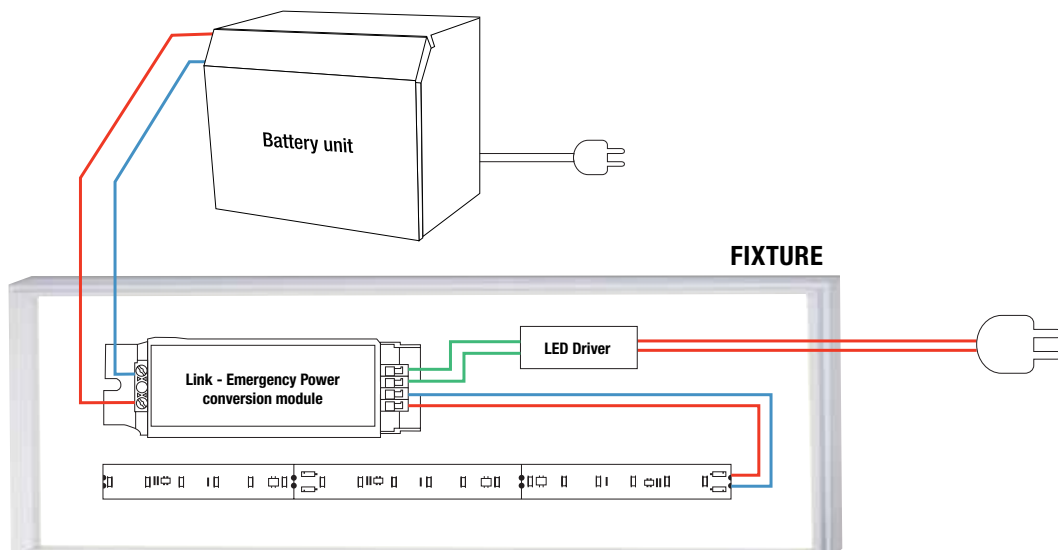 Battery unit
FIXTURE
LED Driver
Link - Emergency Power
conversion module